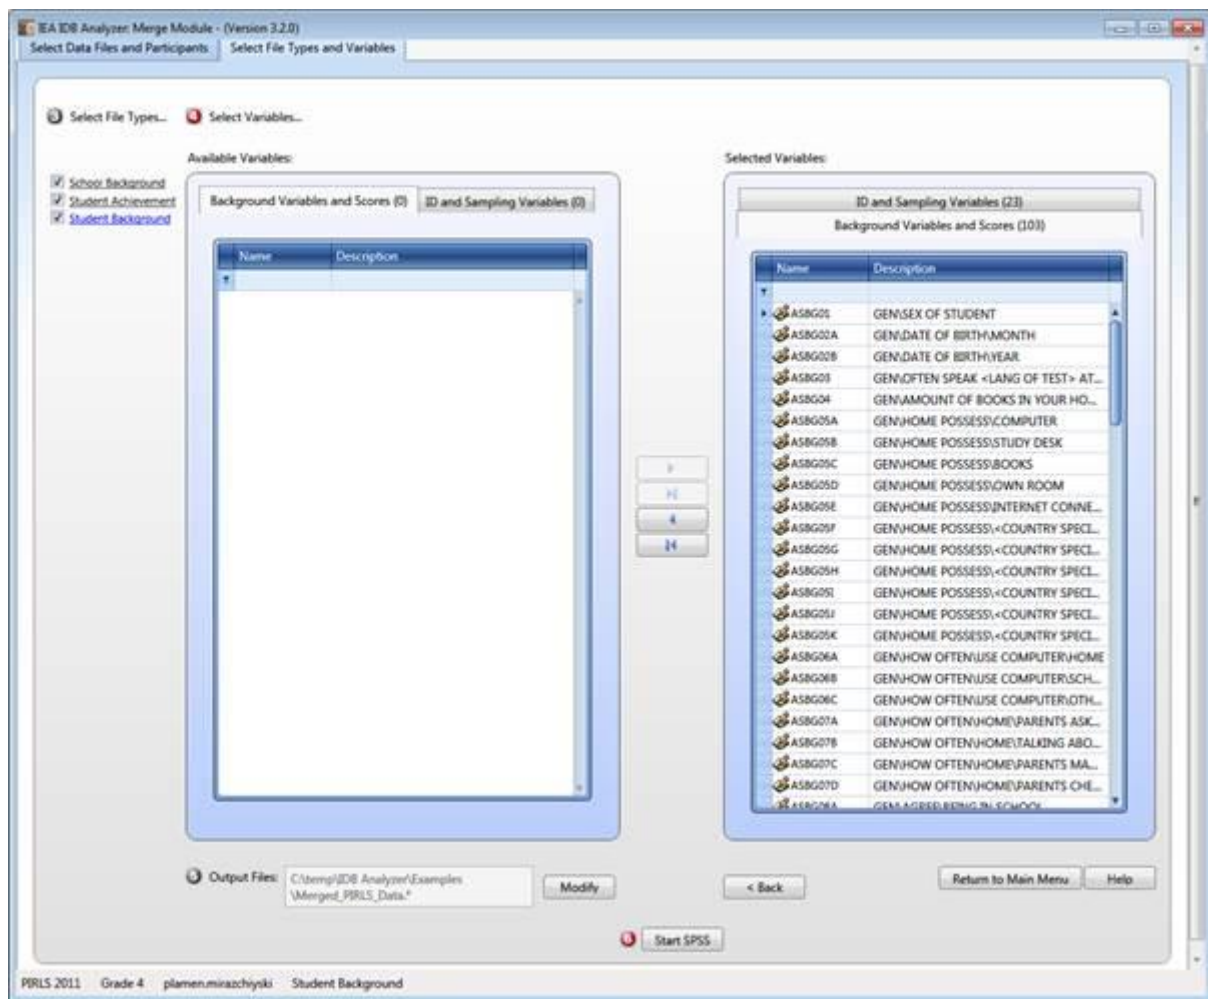 IEA IDB Analyzer: Merge Module - (Version 3.2.0)
Select Data Files and Participants Select File Types and Variables
3 Select File Types... 4 Select Variables...
Available Variables: Selected Variables:
School Background
Student Achievement
Student Background
Background Variables and Scores (0) ID and Sampling Variables (0)
Name Description
ID and Sampling Variables (23)
Background Variables and Scores (103)
Name Description
ASBG01 GEN\SEX OF STUDENT
ASBG02A GEN\DATE OF BIRTH\MONTH
ASBG02B GEN\DATE OF BIRTH\YEAR
ASBG03 GEN\OFTEN SPEAK <LANG OF TEST> AT...
ASBG04 GEN\AMOUNT OF BOOKS IN YOUR HO...
ASBG05A GEN\HOME POSSESS\COMPUTER
ASBG05B GEN\HOME POSSESS\STUDY DESK
ASBG05C GEN\HOME POSSESS\BOOKS
ASBG05D GEN\HOME POSSESS\OWN ROOM
ASBG05E GEN\HOME POSSESS\INTERNET CONNE...
ASBG05F GEN\HOME POSSESS\<COUNTRY SPECI...
ASBG05G GEN\HOME POSSESS\<COUNTRY SPECI...
ASBG05H GEN\HOME POSSESS\<COUNTRY SPECI...
ASBG05I GEN\HOME POSSESS\<COUNTRY SPECI...
ASBG05J GEN\HOME POSSESS\<COUNTRY SPECI...
ASBG05K GEN\HOME POSSESS\<COUNTRY SPECI...
ASBG06A GEN\HOW OFTEN\USE COMPUTER\HOME
ASBG06B GEN\HOW OFTEN\USE COMPUTER\SCH...
ASBG06C GEN\HOW OFTEN\USE COMPUTER\OTH...
ASBG07A GEN\HOW OFTEN\HOME\PARENTS ASK...
ASBG07B GEN\HOW OFTEN\HOME\TALKING ABO...
ASBG07C GEN\HOW OFTEN\HOME\PARENTS MA...
ASBG07D GEN\HOW OFTEN\HOME\PARENTS CHE...
ASBG08A GEN\AGREE\BEING IN SCHOOL
Output Files: C:\temp\IDB Analyzer\Examples
\Merged_PIRLS_Data.*
Modify < Back Return to Main Menu Help
Start SPSS
PIRLS 2011 Grade 4 plamen.mirazchiyski Student Background